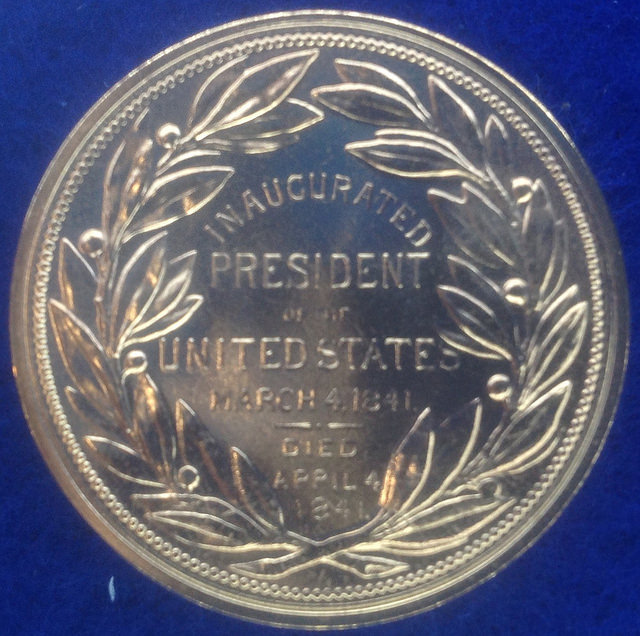 INAUGURATED
PRESIDENT
OF THE
UNITED STATES
MARCH 4.1841.
DIED
APRIL 4
1841.